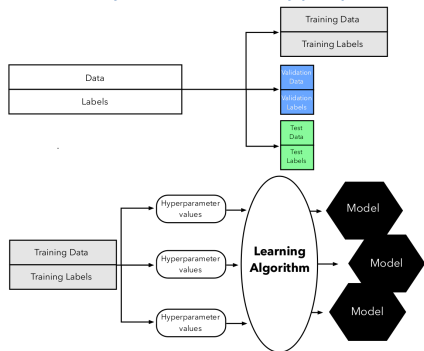 Training Data
Training Labels
Data
Labels
Validation
Data
Validation
Labels
Test
Data
Test
Labels
Hyperparameter
values
Model
Training Data
Training Labels
Hyperparameter
values
Learning
Algorithm
Model
Hyperparameter
values
Model